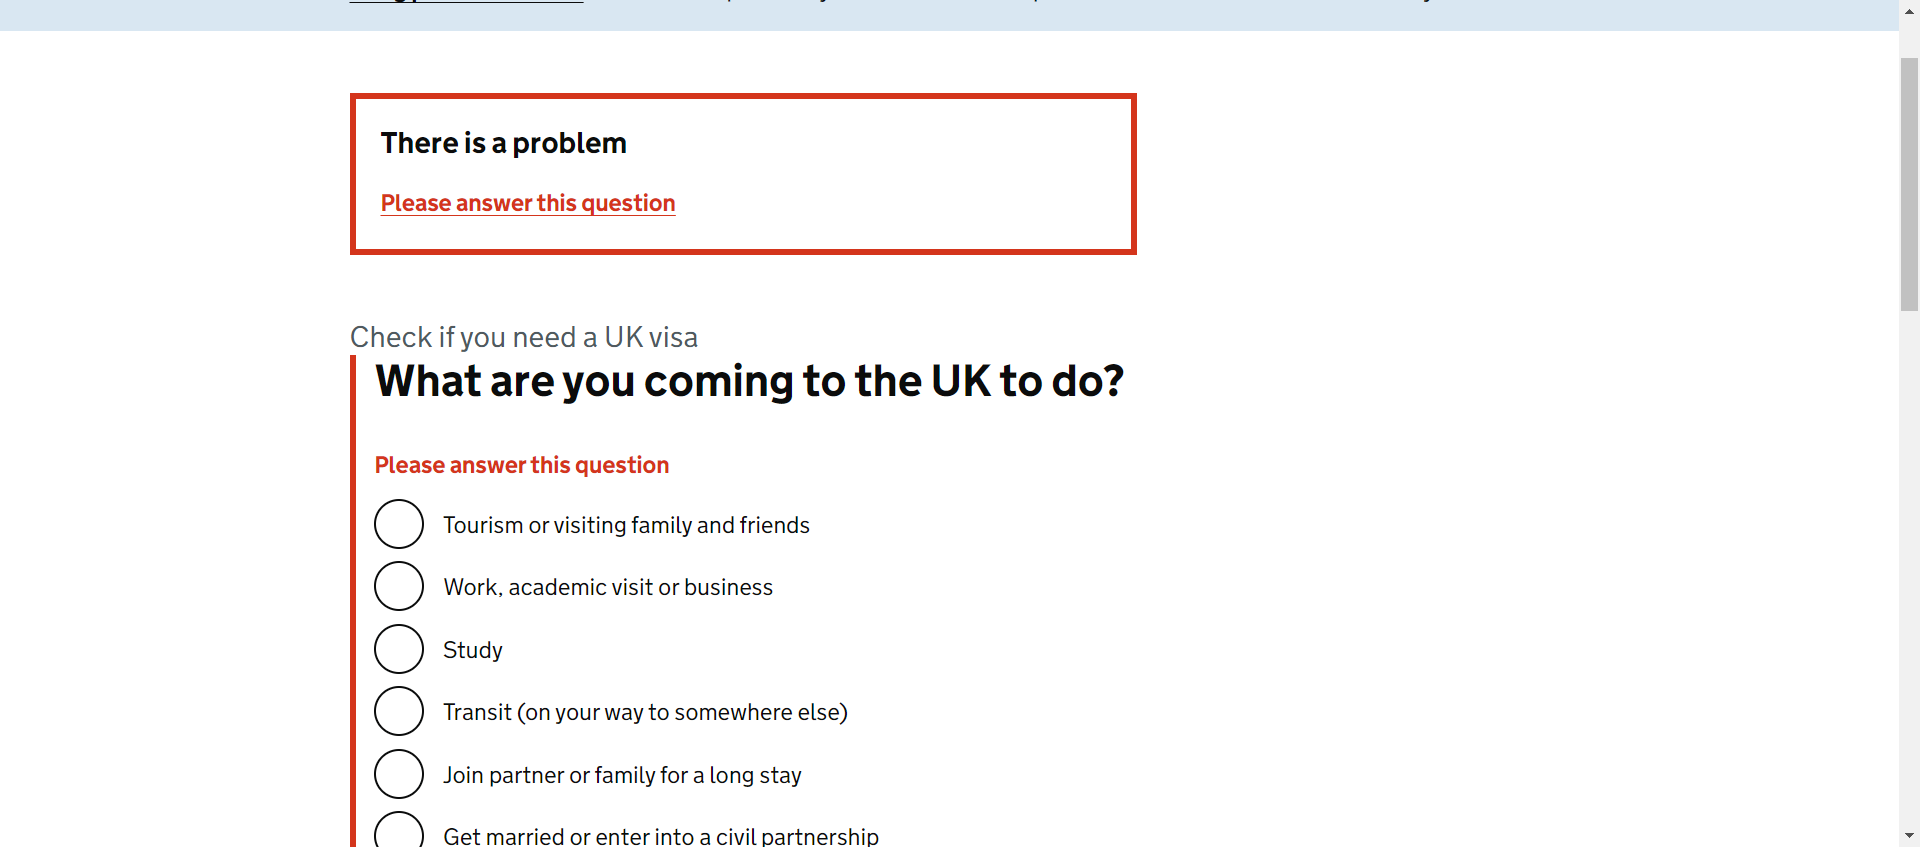 There is a problem
Please answer this question
Check if you need a UK visa
What are you coming to the UK to do?
Please answer this question
Tourism or visiting family and friends
Work, academic visit or business
Study
Transit (on your way to somewhere else)
Join partner or family for a long stay
Get married or enter into a civil partnership